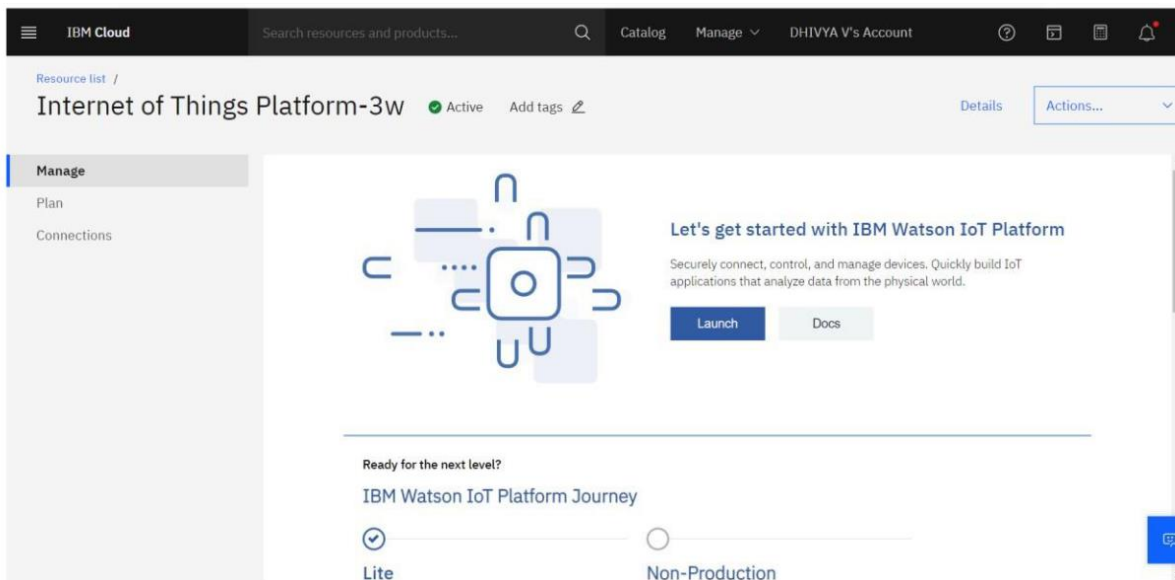 IBM Cloud
Search resources and products...
Catalog
Manage
DHIVYA V's Account
Resource list /
Internet of Things Platform-3w
Active
Add tags
Details
Actions...
Manage
Plan
Connections
Let's get started with IBM Watson IoT Platform
Securely connect, control, and manage devices. Quickly build IoT
applications that analyze data from the physical world.
Launch
Docs
Ready for the next level?
IBM Watson IoT Platform Journey
Lite
Non-Production